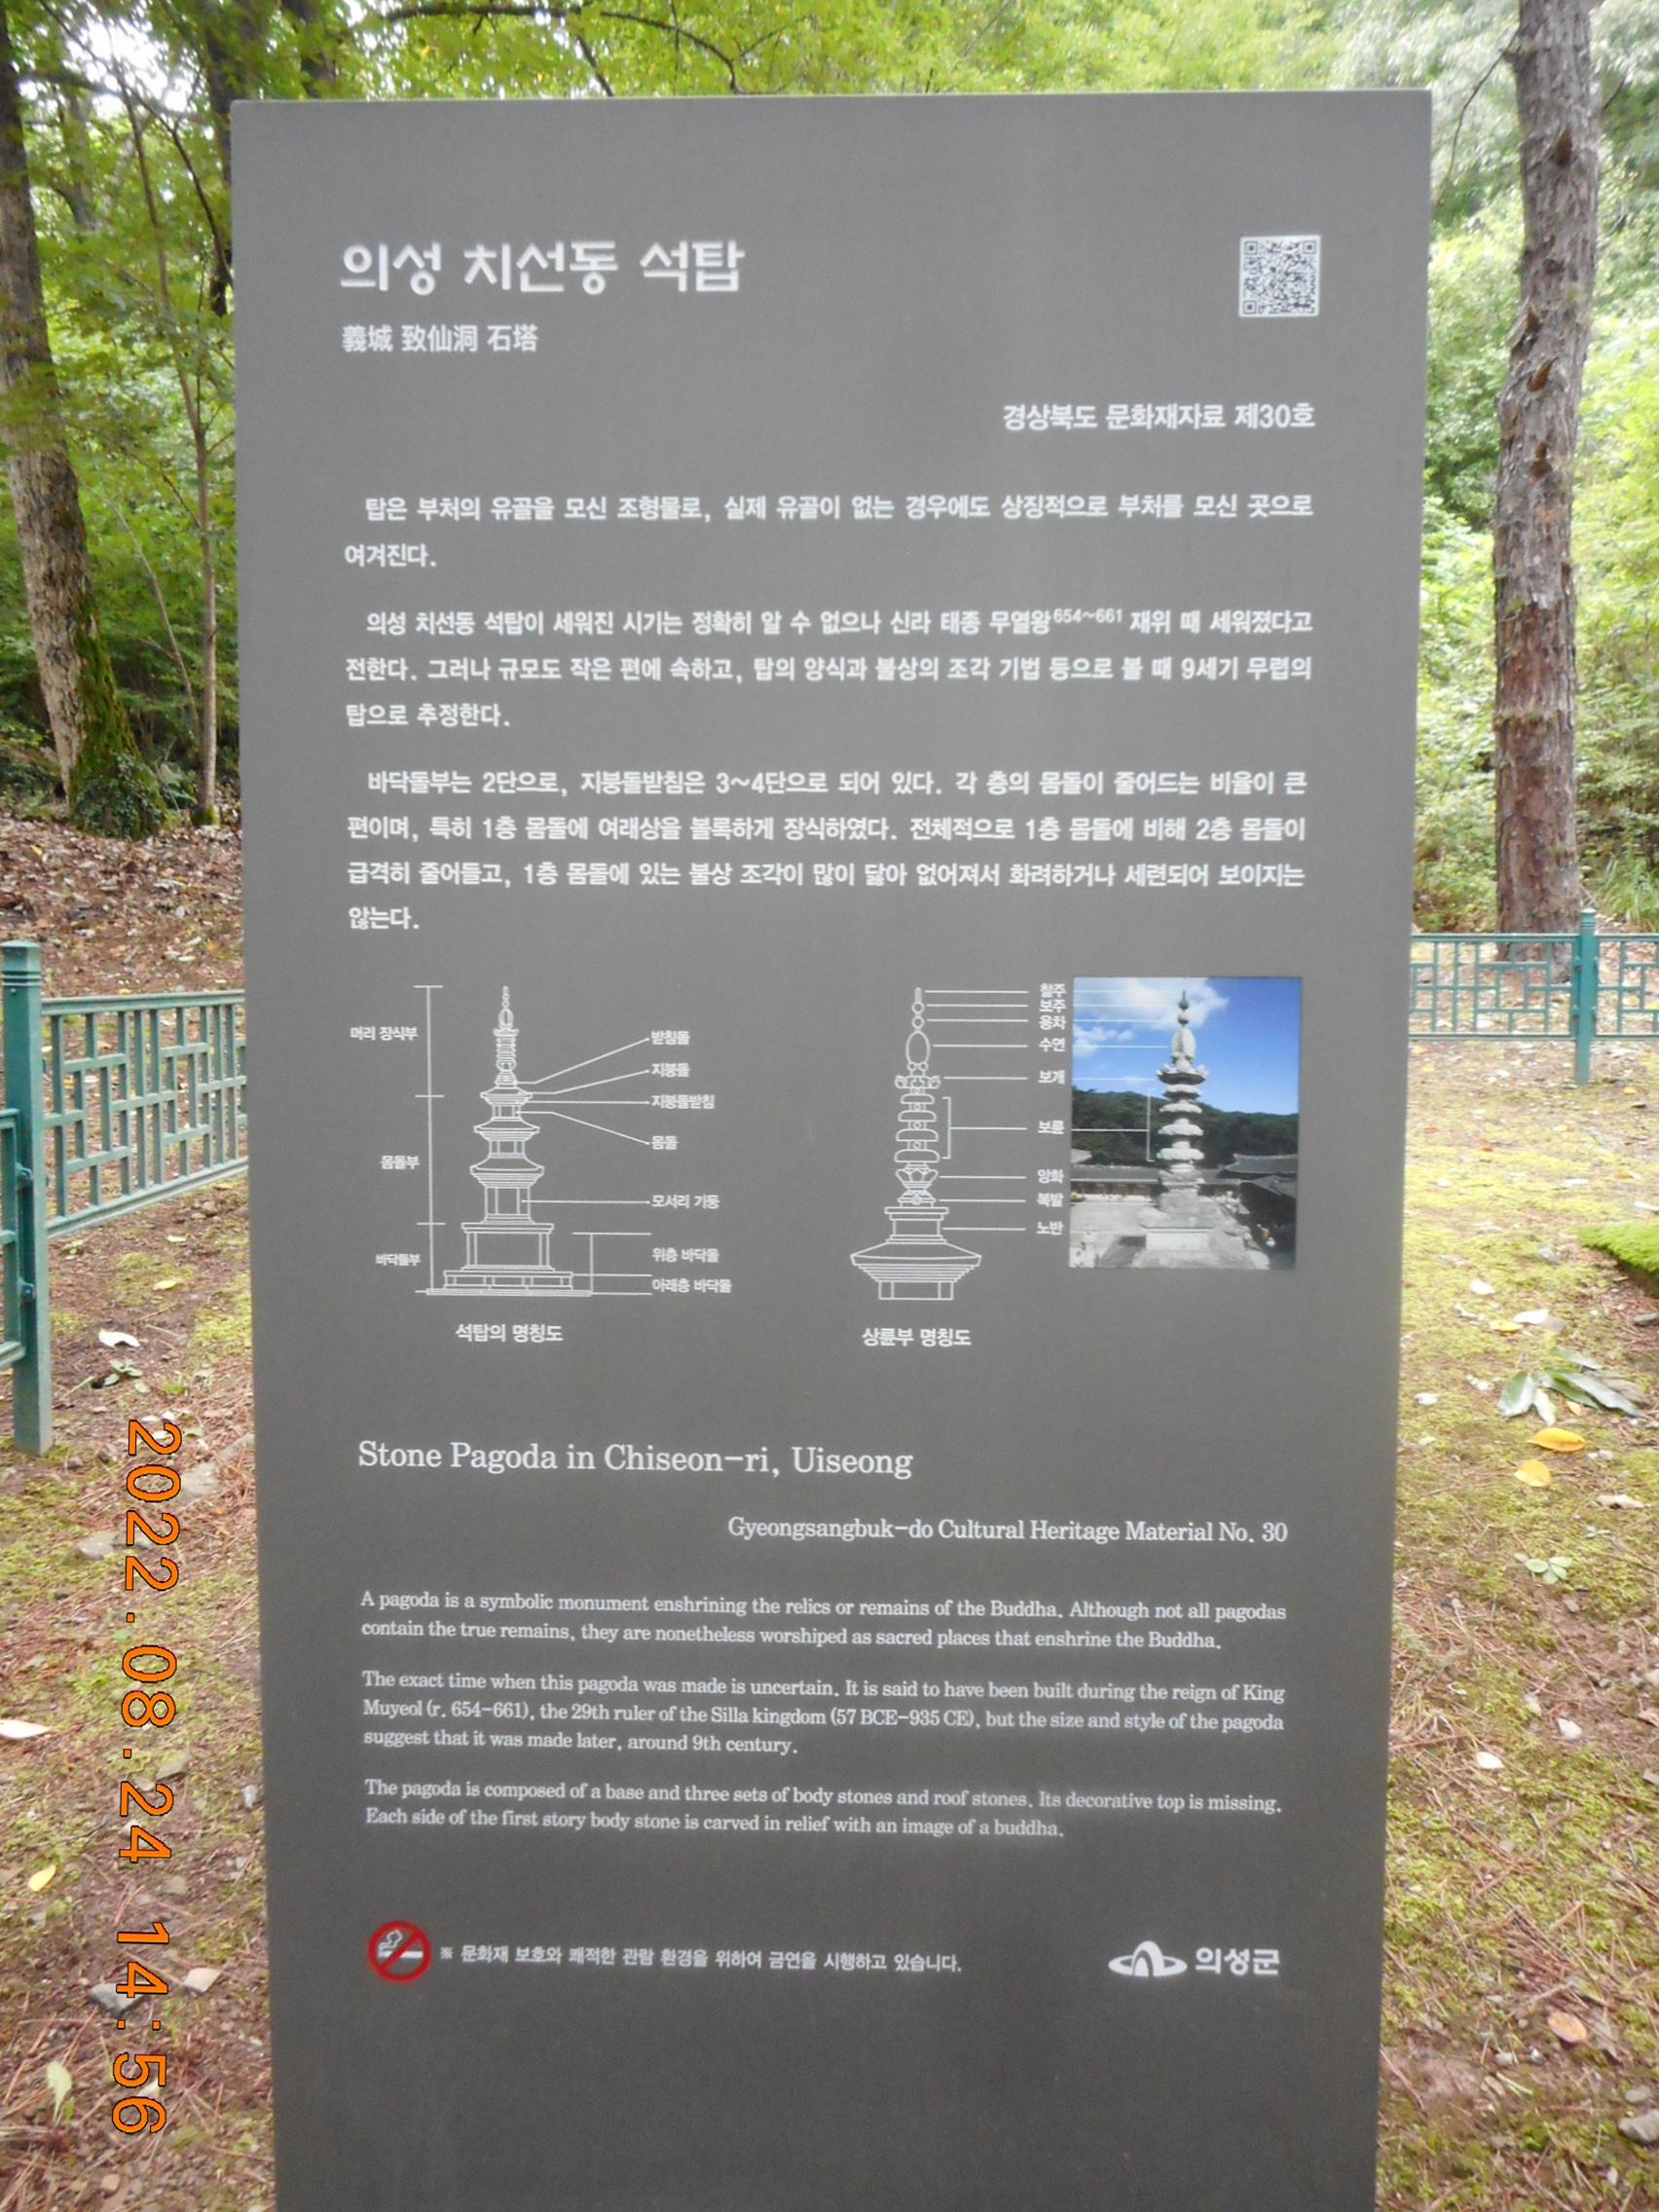 의성 치선동 석탑
義城 致仙洞 石塔
경상북도 문화재자료 제30호
탑은 부처의 유골을 모신 조형물로, 실제 유골이 없는 경우에도 상징적으로 부처를 모신 곳으로
여겨진다.
의성 치선동 석탑이 세워진 시기는 정확히 알 수 없으나 신라 태종 무열왕654~661 재위 때 세워졌다고
전한다. 그러나 규모도 작은 편에 속하고, 탑의 양식과 불상의 조각 기법 등으로 볼 때 9세기 무렵의
탑으로 추정한다.
바닥돌부는 2단으로, 지붕돌받침은 3~4단으로 되어 있다. 각 층의 몸돌이 줄어드는 비율이 큰
편이며, 특히 1층 몸돌에 여래상을 볼록하게 장식하였다. 전체적으로 1층 몸돌에 비해 2층 몸돌이
급격히 줄어들고, 1층 몸돌에 있는 불상 조각이 많이 닳아 없어져서 화려하거나 세련되어 보이지는
않는다.
머리 장식부
몸돌부
바닥돌부
받침돌
지붕돌
지붕돌받침
몸돌
모서리 기둥
위층 바닥돌
아래층 바닥돌
석탑의 명칭도
찰주
보주
용차
수연
보개
보륜
앙화
복발
노반
상륜부 명칭도
Stone Pagoda in Chiseon-ri, Uiseong
Gyeongsangbuk-do Cultural Heritage Material No. 30
A pagoda is a symbolic monument enshrining the relics or remains of the Buddha. Although not all pagodas
contain the true remains, they are nonetheless worshiped as sacred places that enshrine the Buddha.
The exact time when this pagoda was made is uncertain. It is said to have been built during the reign of King
Muyeol (r. 654-661), the 29th ruler of the Silla kingdom (57 BCE-935 CE), but the size and style of the pagoda
suggest that it was made later, around 9th century.
The pagoda is composed of a base and three sets of body stones and roof stones. Its decorative top is missing.
Each side of the first story body stone is carved in relief with an image of a buddha.
※ 문화재 보호와 쾌적한 관람 환경을 위하여 금연을 시행하고 있습니다.
의성군
2022.08.24 14:56